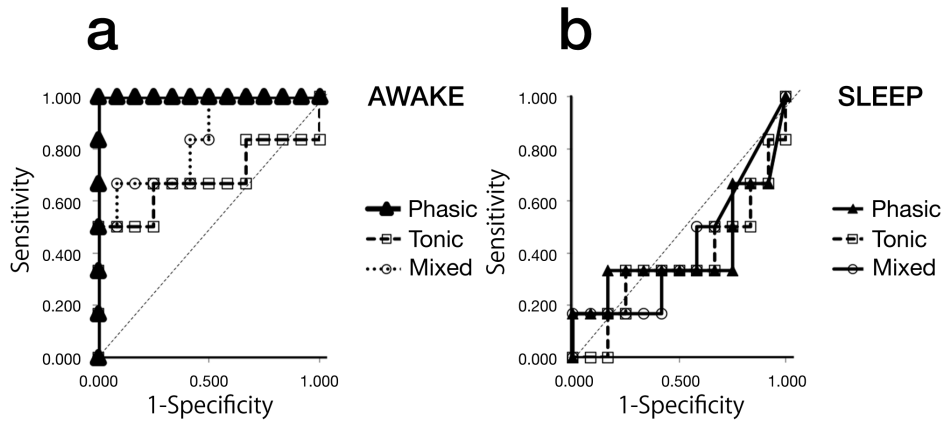 a
AWAKE
Sensitivity
1.000
0.800
0.600
0.400
0.200
0.000
0.000 0.500 1.000
1-Specificity
Phasic
Tonic
Mixed
b
SLEEP
Sensitivity
1.000
0.800
0.600
0.400
0.200
0.000
0.000 0.500 1.000
1-Specificity
Phasic
Tonic
Mixed